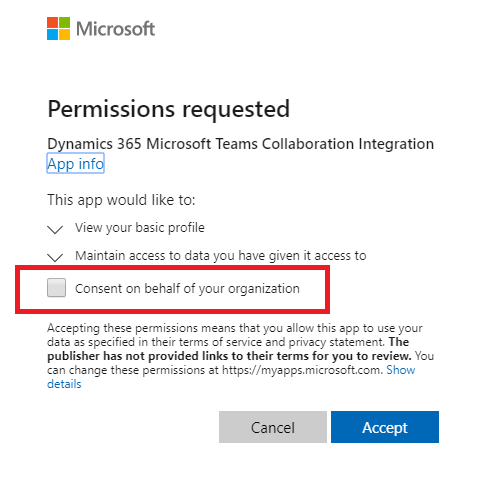 Microsoft
Permissions requested
Dynamics 365 Microsoft Teams Collaboration Integration
App info
This app would like to:
View your basic profile
Maintain access to data you have given it access to
Consent on behalf of your organization
Accepting these permissions means that you allow this app to use your
data as specified in their terms of service and privacy statement. The
publisher has not provided links to their terms for you to review. You
can change these permissions at https://myapps.microsoft.com. Show
details
Cancel Accept